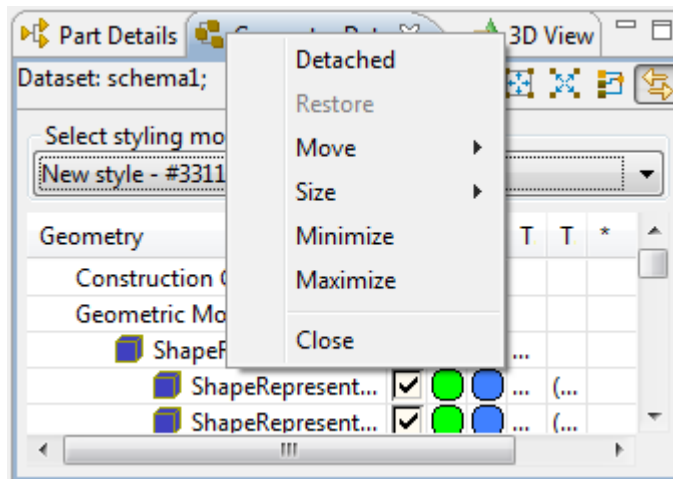 Part Details
3D View
Detached
Dataset: schema1;
Restore
Select styling mo
Move
New style - #3311
Size
Minimize
Geometry
T
T
*
Maximize
Construction
Geometric Mo
Close
ShapeR
...
ShapeRepresent...
...
(...
ShapeRepresent...
...
(...